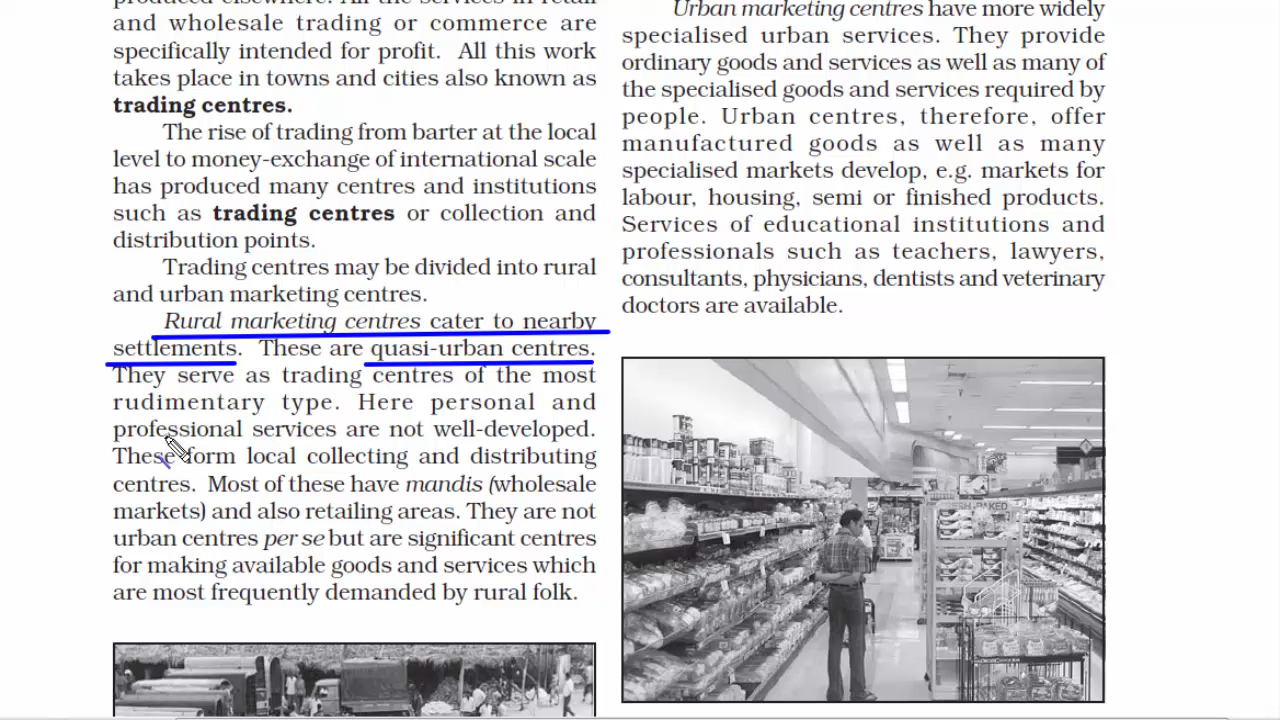 produced elsewhere. All the services in retail
and wholesale trading or commerce are
specifically intended for profit. All this work
takes place in towns and cities also known as
trading centres.
The rise of trading from barter at the local
level to money-exchange of international scale
has produced many centres and institutions
such as trading centres or collection and
distribution points.
Trading centres may be divided into rural
and urban marketing centres.
Rural marketing centres cater to nearby
settlements. These are quasi-urban centres.
They serve as trading centres of the most
rudimentary type. Here personal and
professional services are not well-developed.
These form local collecting and distributing
centres. Most of these have mandis (wholesale
markets) and also retailing areas. They are not
urban centres per se but are significant centres
for making available goods and services which
are most frequently demanded by rural folk.
Urban marketing centres have more widely
specialised urban services. They provide
ordinary goods and services as well as many of
the specialised goods and services required by
people. Urban centres, therefore, offer
manufactured goods as well as many
specialised markets develop, e.g. markets for
labour, housing, semi or finished products.
Services of educational institutions and
professionals such as teachers, lawyers,
consultants, physicians, dentists and veterinary
doctors are available.